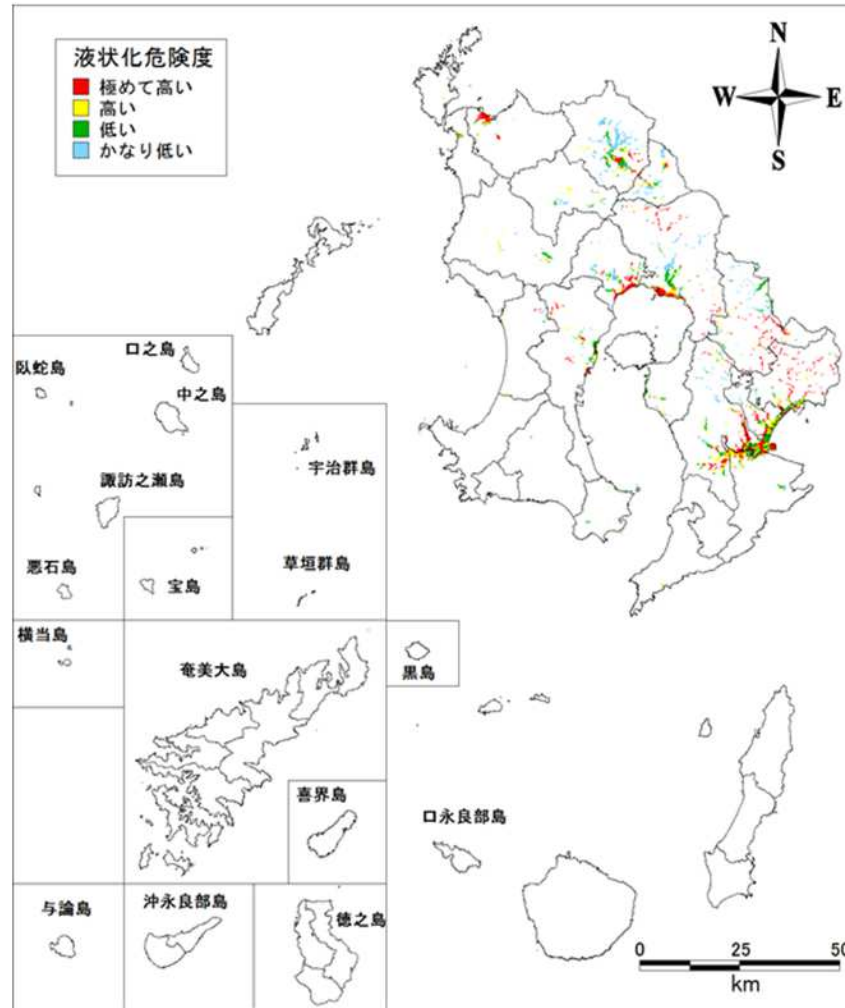 液状化危険度
極めて高い
高い
低い
かなり低い
N
W
E
S
口之島
臥蛇島
中之島
宇治群島
諏訪之瀬島
悪石島
宝島
草垣群島
横当島
奄美大島
黒島
喜界島
口永良部島
与論島
沖永良部島
徳之島
0 25 50
km